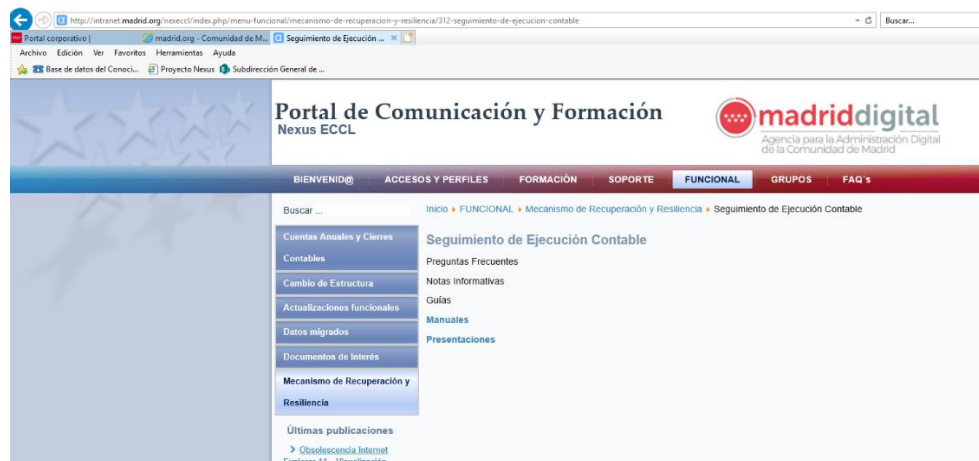 http://intranet.madrid.org/nexeccl/index.php/menu-funcional/mecanismo-de-recuperacion-y-resiliencia/312-seguimiento-de-ejecucion-contable
Buscar...
Portal corporativo |
madrid.org - Comunidad de M...
Seguimiento de Ejecución ...
Archivo Edición Ver Favoritos Herramientas Ayuda
Base de datos del Conoci... Proyecto Nexus Subdirección General de ...
Portal de Comunicación y Formación
Nexus ECCL
madriddigital
Agencia para la Administración Digital
de la Comunidad de Madrid
BIENVENID@ ACCESOS Y PERFILES FORMACIÓN SOPORTE FUNCIONAL GRUPOS FAQ´s
Buscar ...
Inicio FUNCIONAL Mecanismo de Recuperación y Resiliencia Seguimiento de Ejecución Contable
Cuentas Anuales y Cierres
Contables
Cambio de Estructura
Actualizaciones funcionales
Datos migrados
Documentos de Interés
Mecanismo de Recuperación y
Resiliencia
Seguimiento de Ejecución Contable
Preguntas Frecuentes
Notas Informativas
Guías
Manuales
Presentaciones
Últimas publicaciones
Obsolescencia Internet